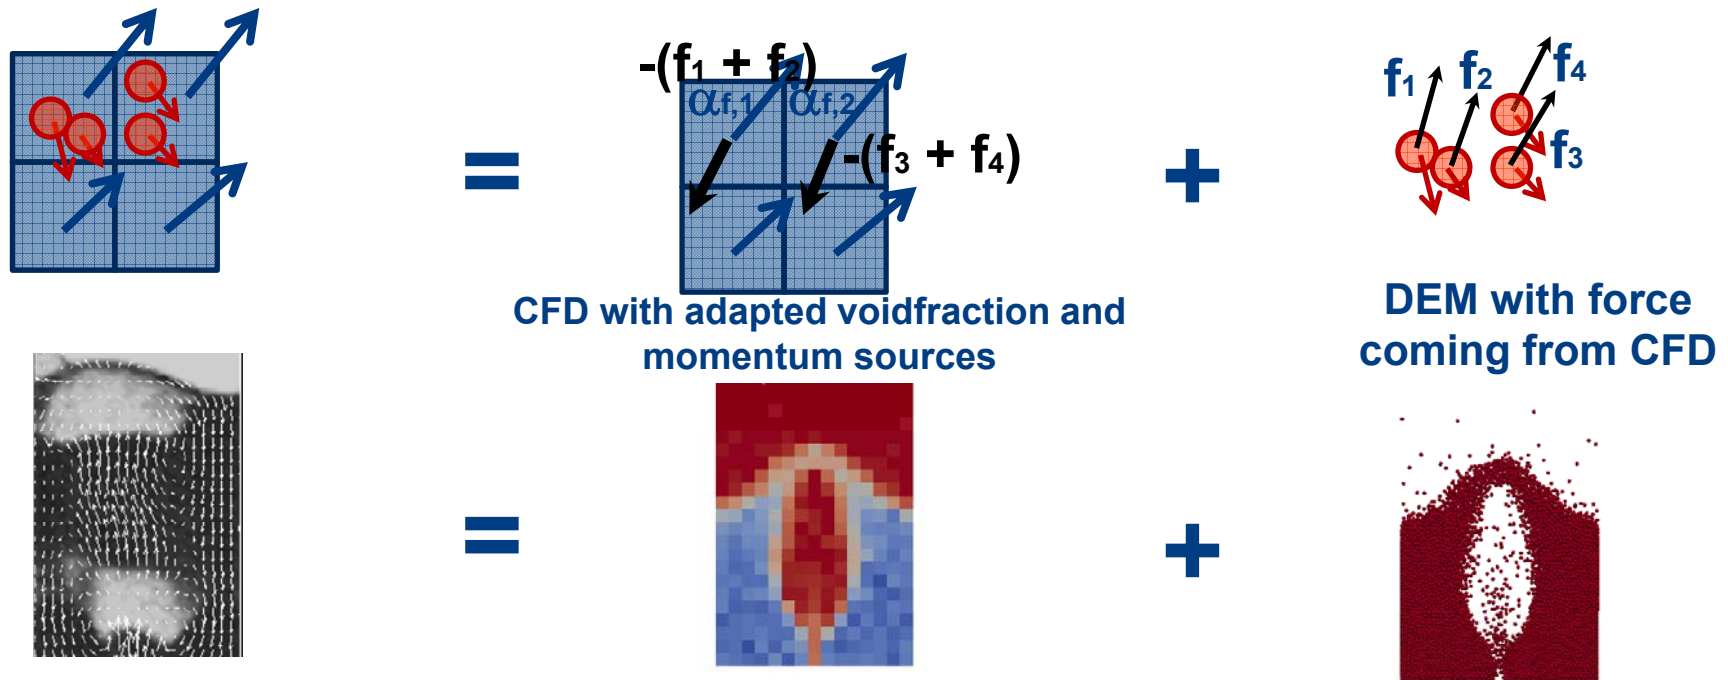 -(f1 + f2)
αf,1 αf,2
-(f3 + f4)
=
+
f1 f2 f4
f3
CFD with adapted voidfraction and
momentum sources
DEM with force
coming from CFD
=
+